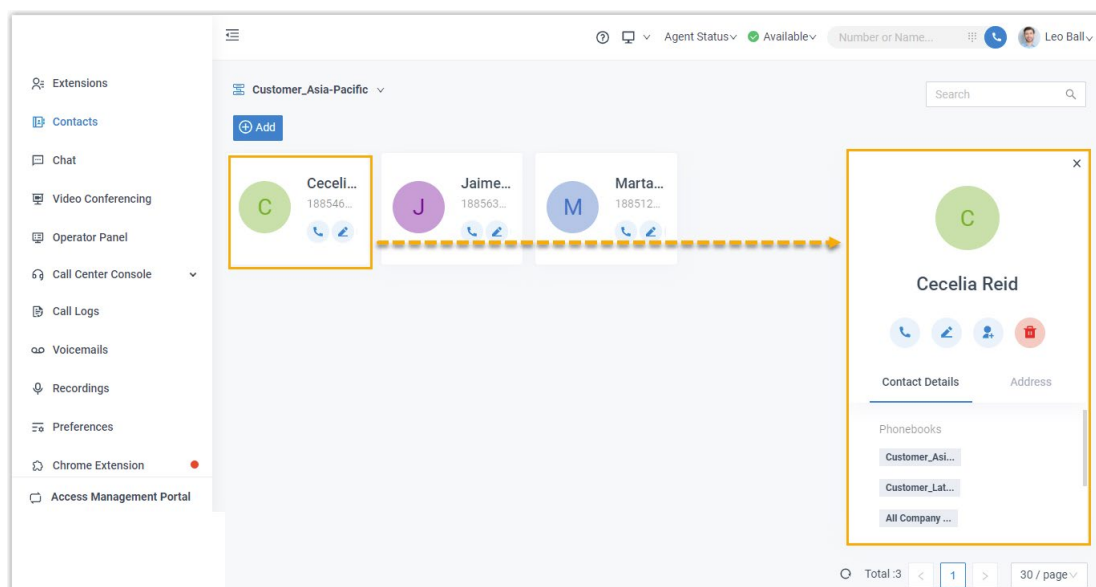 Agent Status
Available
Number or Name...
Leo Ball
Extensions
Contacts
Chat
Video Conferencing
Operator Panel
Call Center Console
Call Logs
Voicemails
Recordings
Preferences
Chrome Extension
Access Management Portal
Customer_Asia-Pacific
Search
Add
C
Ceceli...
188546...
J
Jaime...
188563...
M
Marta...
188512...
C
Cecelia Reid
Contact Details
Address
Phonebooks
Customer_Asi...
Customer_Lat...
All Company ...
Total :3
1
30 / page